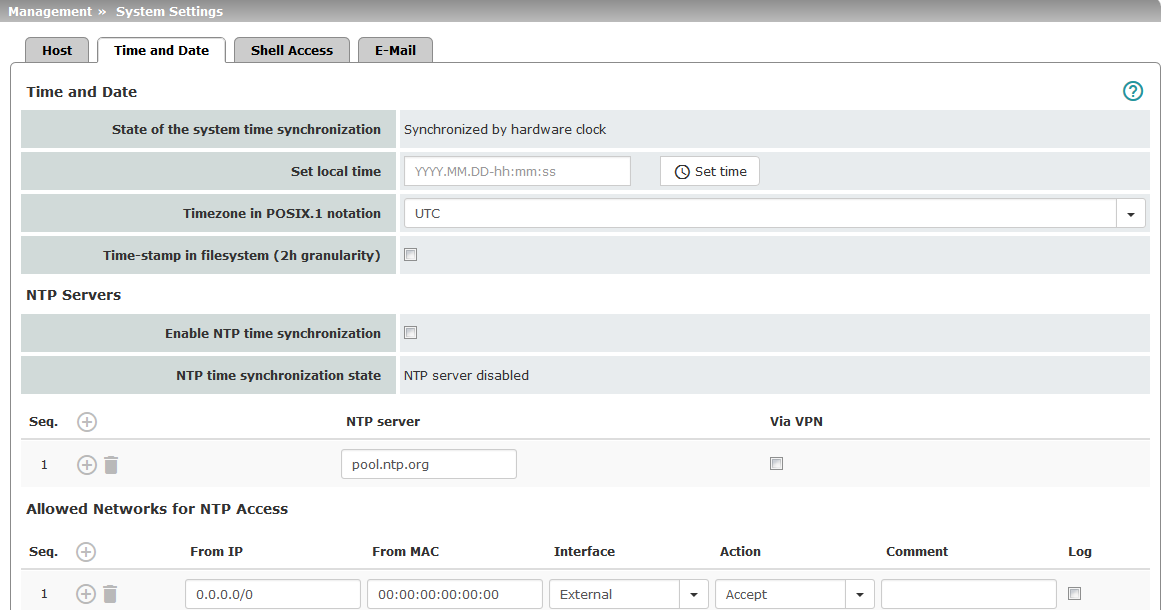 Management » System Settings
Host Time and Date Shell Access E-Mail
Time and Date ?
State of the system time synchronization Synchronized by hardware clock
Set local time YYYY.MM.DD-hh:mm:ss Set time
Timezone in POSIX.1 notation UTC
Time-stamp in filesystem (2h granularity)
NTP Servers
Enable NTP time synchronization
NTP time synchronization state NTP server disabled
Seq. NTP server Via VPN
1 pool.ntp.org
Allowed Networks for NTP Access
Seq. From IP From MAC Interface Action Comment Log
1 0.0.0.0/0 00:00:00:00:00:00 External Accept